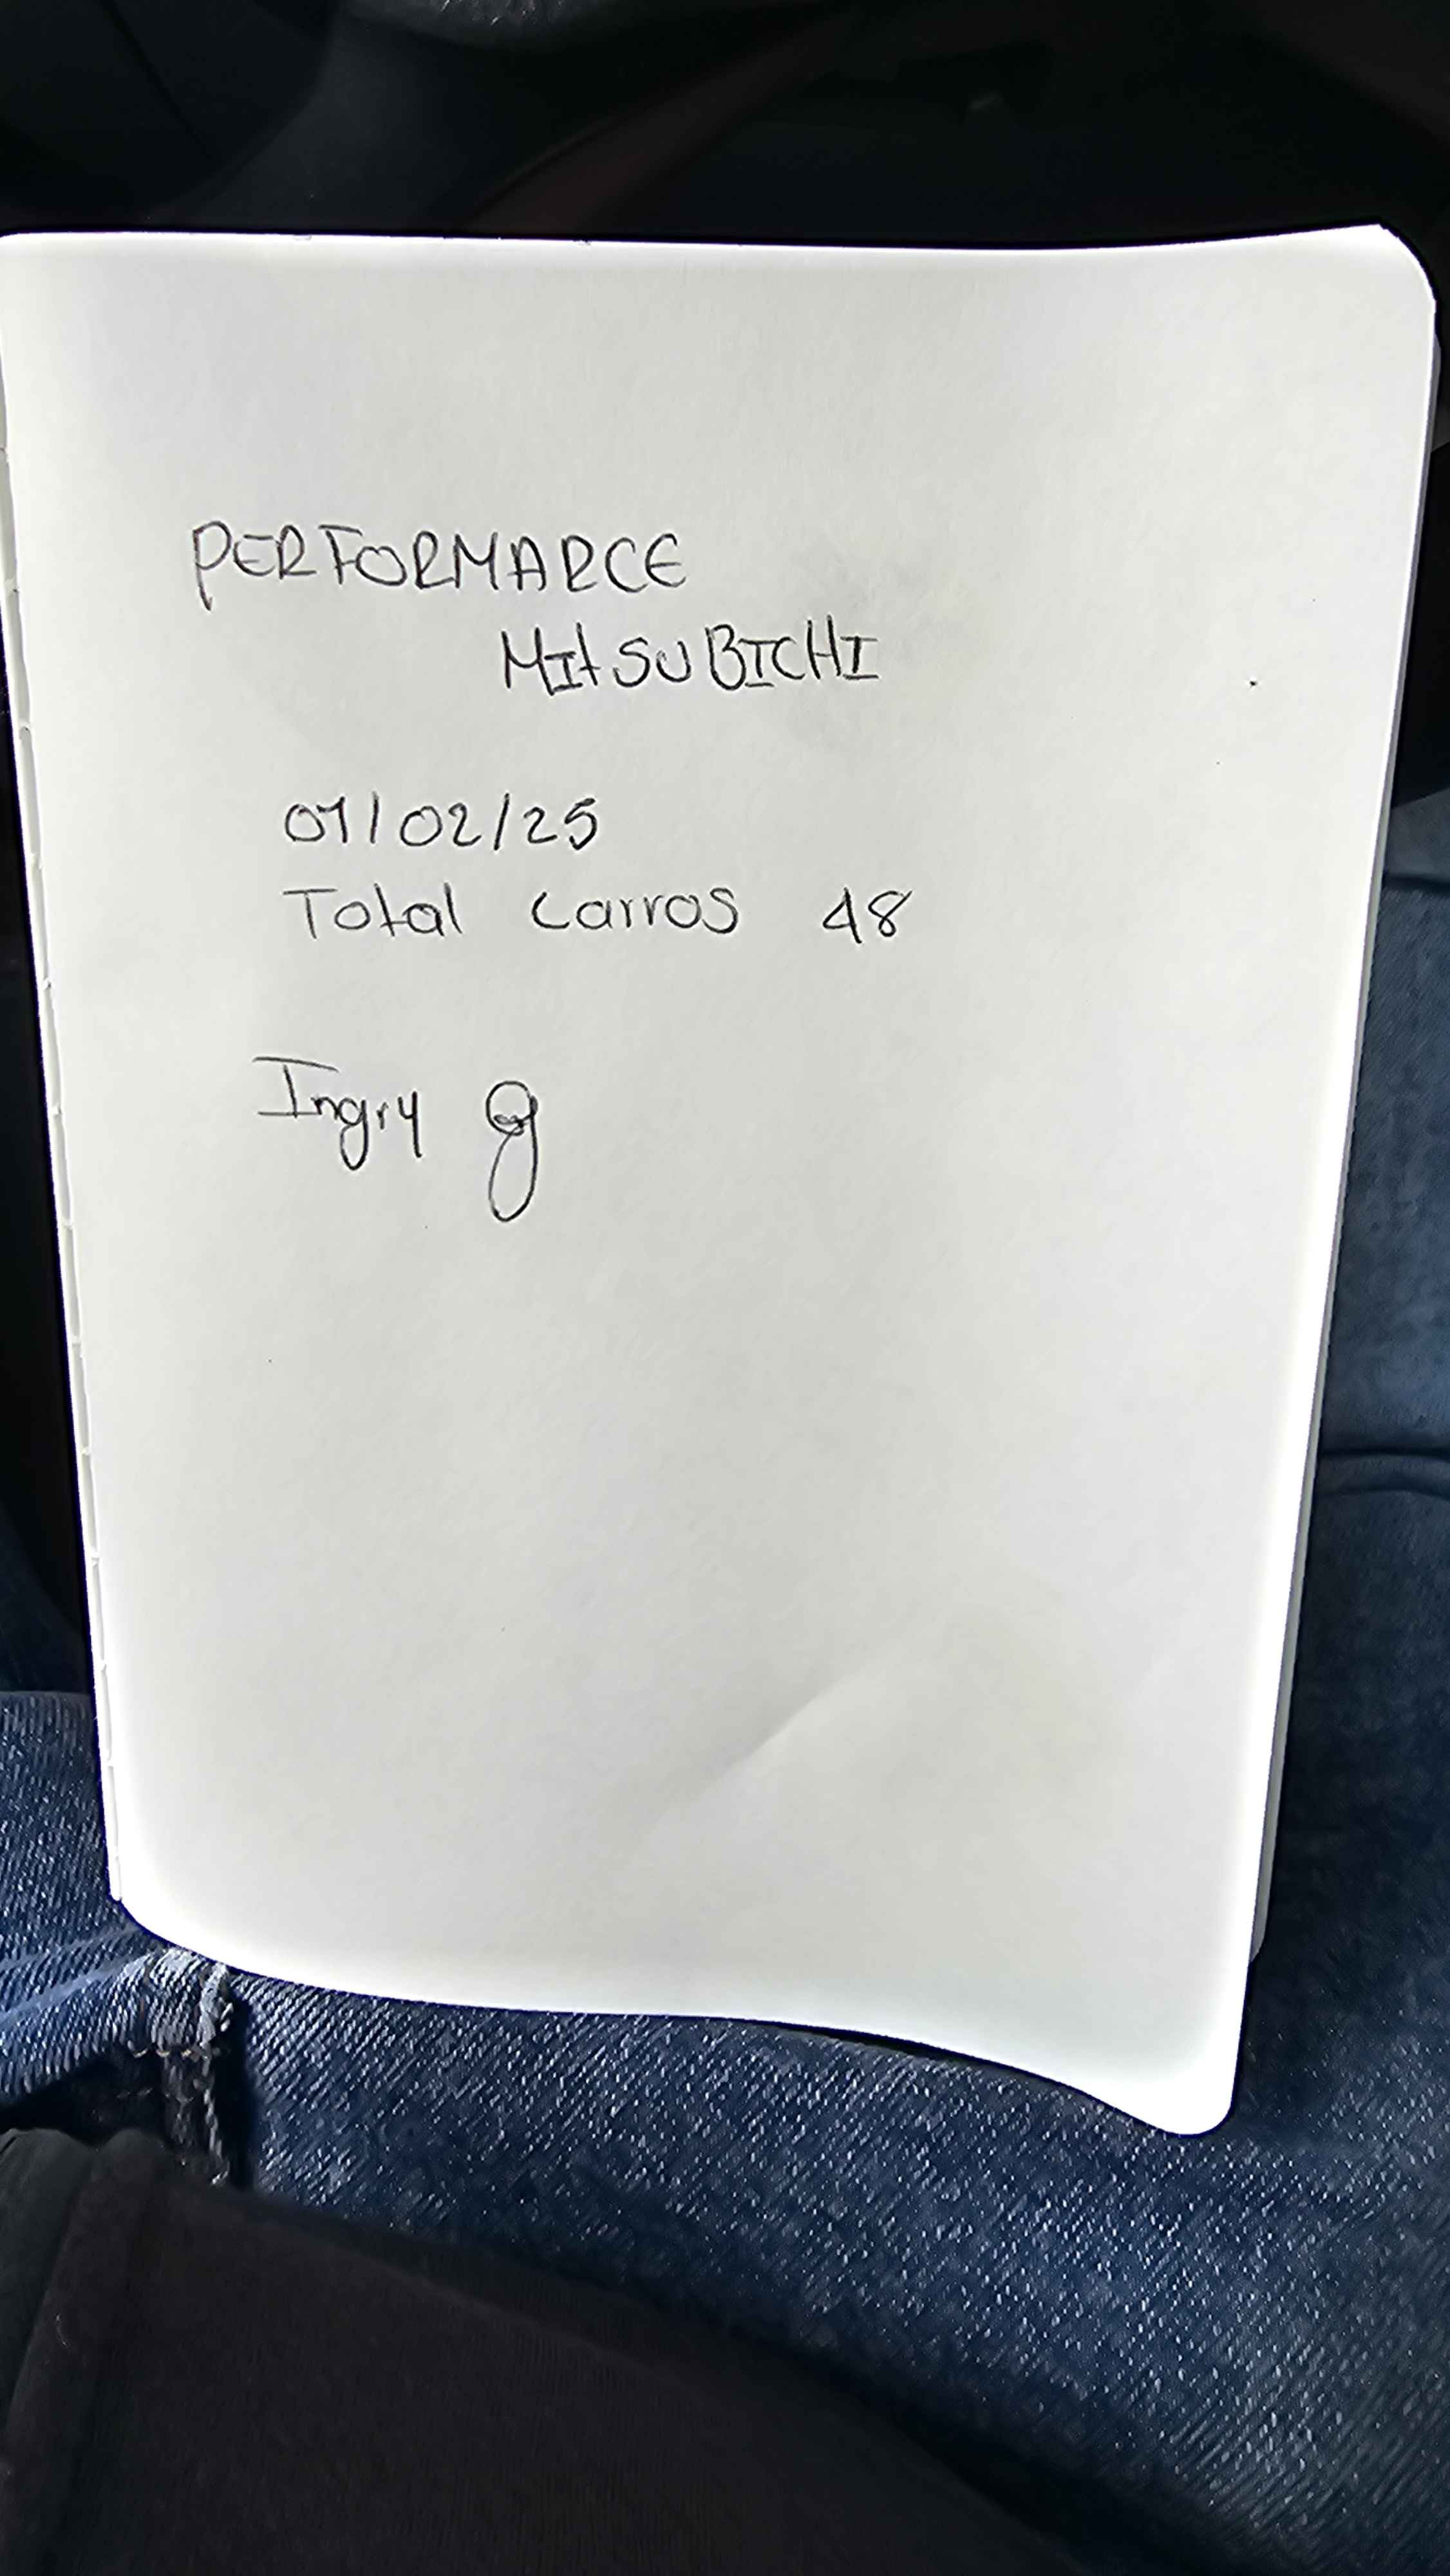 PERFORMARCE
MITSUBICHI
07/02/25
Total Carros 48
Ingry